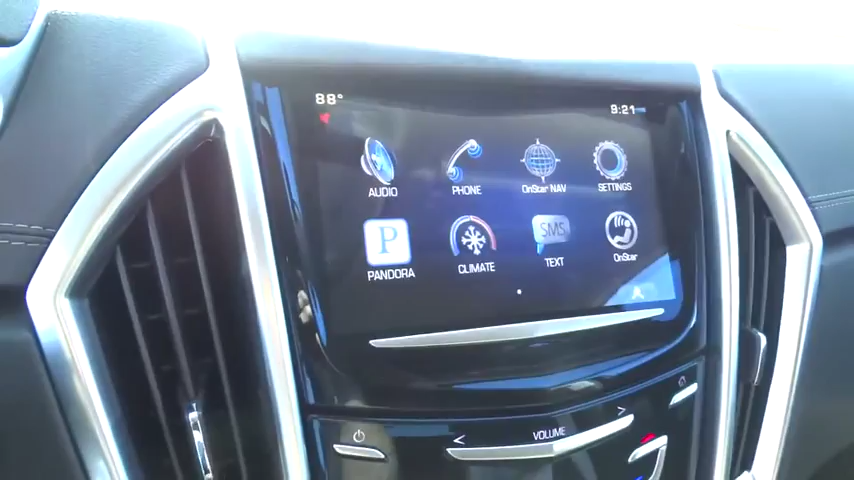 88° 9:21
AUDIO PHONE OnStar NAV SETTINGS
P SMS
PANDORA CLIMATE TEXT OnStar
< VOLUME >